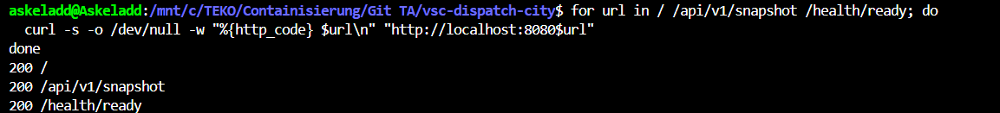 askeladd@Askeladd:/mnt/c/TEKO/Containisierung/Git TA/vsc-dispatch-city$ for url in / /api/v1/snapshot /health/ready; do
  curl -s -o /dev/null -w "%{http_code} $url\n" "http://localhost:8080$url"
done
200 /
200 /api/v1/snapshot
200 /health/ready